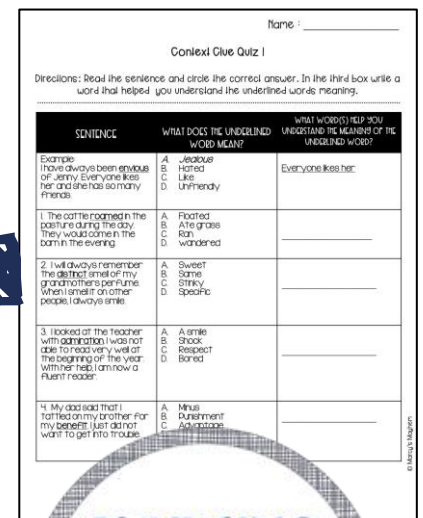 Name :
Context Clue Quiz 1
Directions: Read the sentence and circle the correct answer. In the third box write a
word that helped you understand the underlined words meaning.
SENTENCE
WHAT DOES THE UNDERLINED
WORD MEAN?
WHAT WORD(S) HELP YOU
UNDERSTAND THE MEANING OF THE
UNDERLINED WORD?
Example
I have always been envious
of Jenny. Everyone likes
her and she has so many
friends.
A. Jealous
B. Hated
C. Like
D. Unfriendly
Everyone likes her
1. The cattle roamed in the
pasture during the day.
They would come in the
barn in the evening.
A. Floated
B. Ate grass
C. Ran
D. wandered
2. I will always remember
the distinct smell of my
grandmothers perfume.
When I smell it on other
people, I always smile.
A. Sweet
B. Same
C. Stinky
D. Specific
3. I looked at the teacher
with admiration. I was not
able to read very well at
the beginning of the year.
With her help, I am now a
fluent reader.
A. A smile
B. Shock
C. Respect
D. Bored
4. My dad said that I
tattled on my brother for
my benefit. I just did not
want to get into trouble.
A. Minus
B. Punishment
C. Advantage
© Marcy's Mayhem